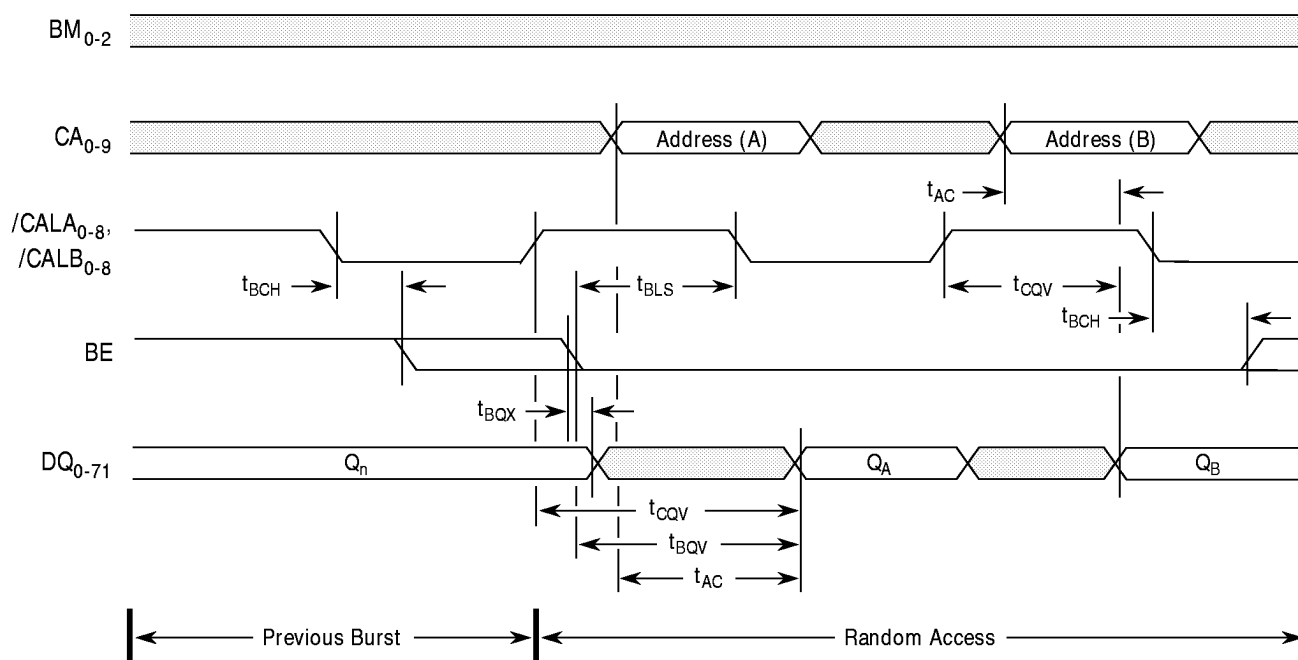 BM0-2
CA0-9
Address (A)
Address (B)
tAC
/CALA0-8,
/CALB0-8
tBCH
tBLS
tCQV
tBCH
BE
tBQX
DQ0-71
Qn
QA
QB
tCQV
tBQV
tAC
Previous Burst
Random Access